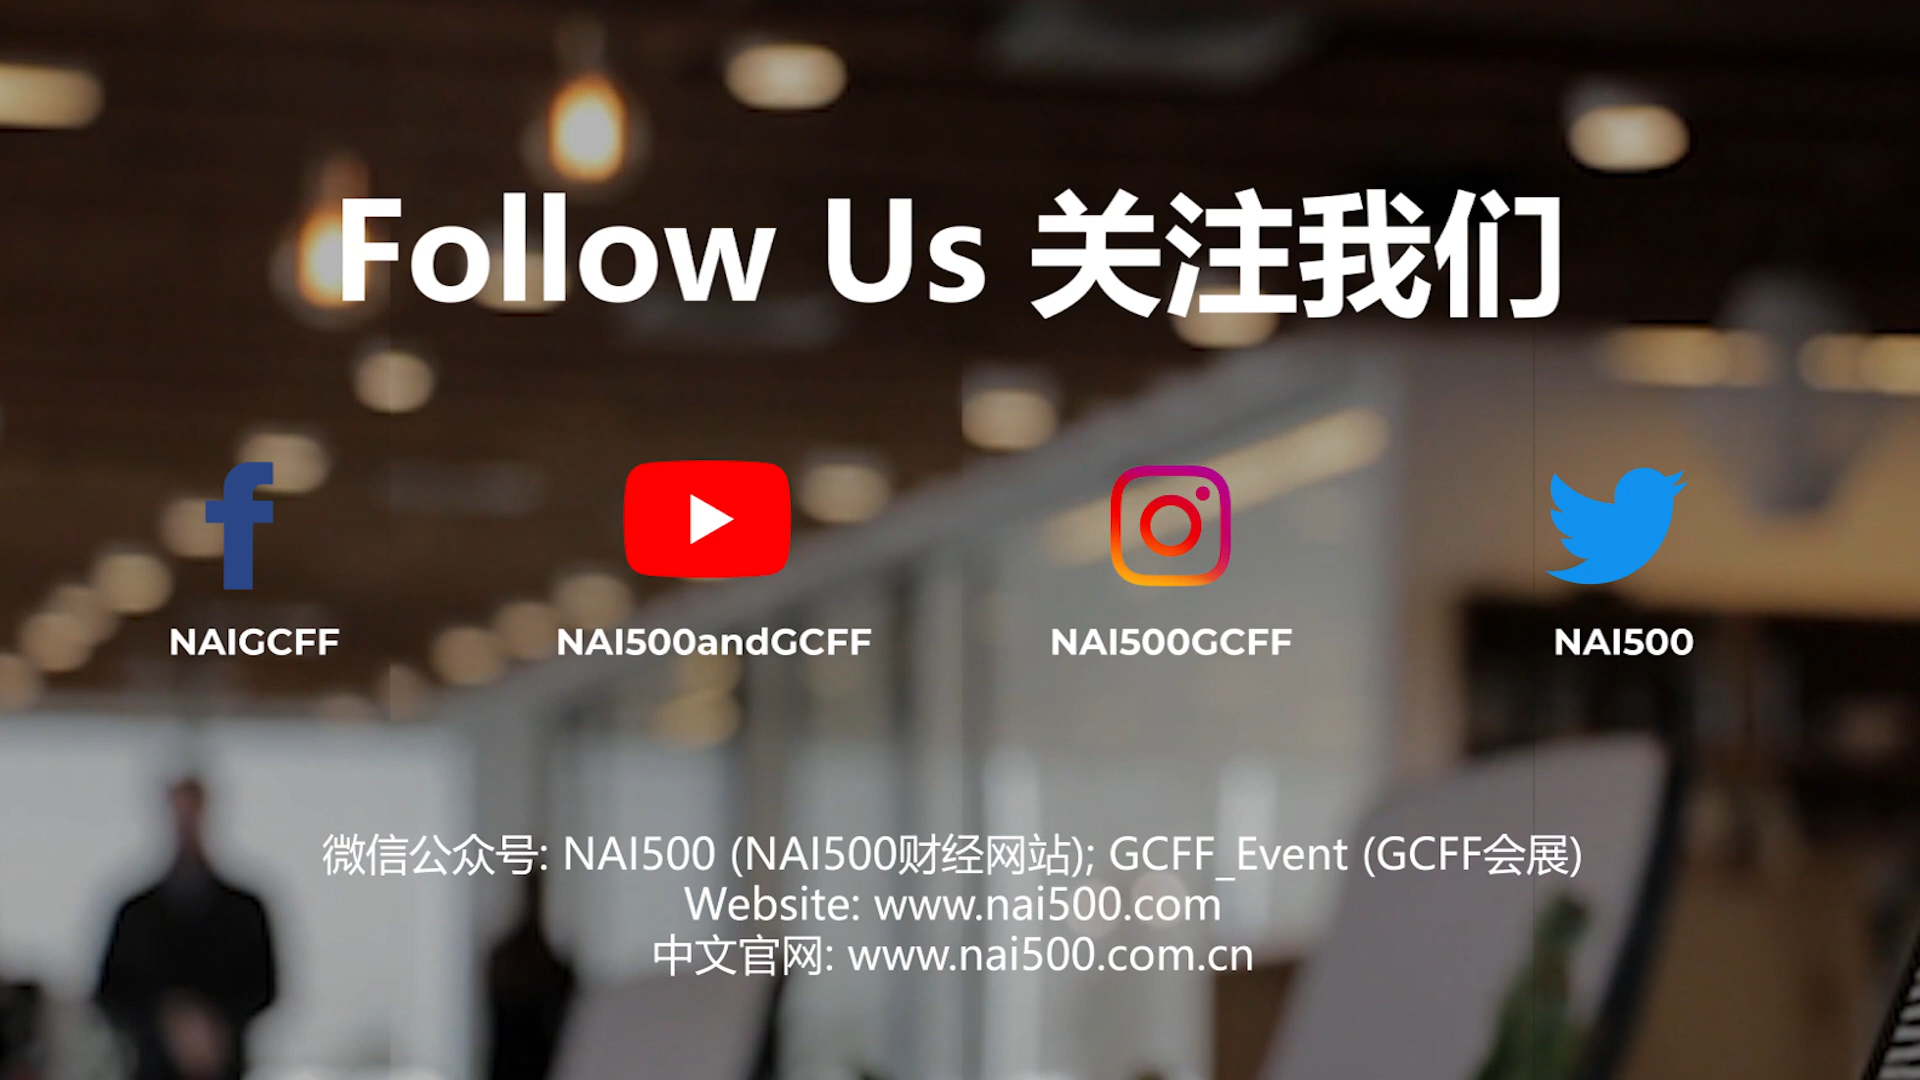 Follow Us 关注我们
NAIGCFF
NAI500andGCFF
NAI500GCFF
NAI500
微信公众号: NAI500 (NAI500财经网站); GCFF_Event (GCFF会展)
Website: www.nai500.com
中文官网: www.nai500.com.cn